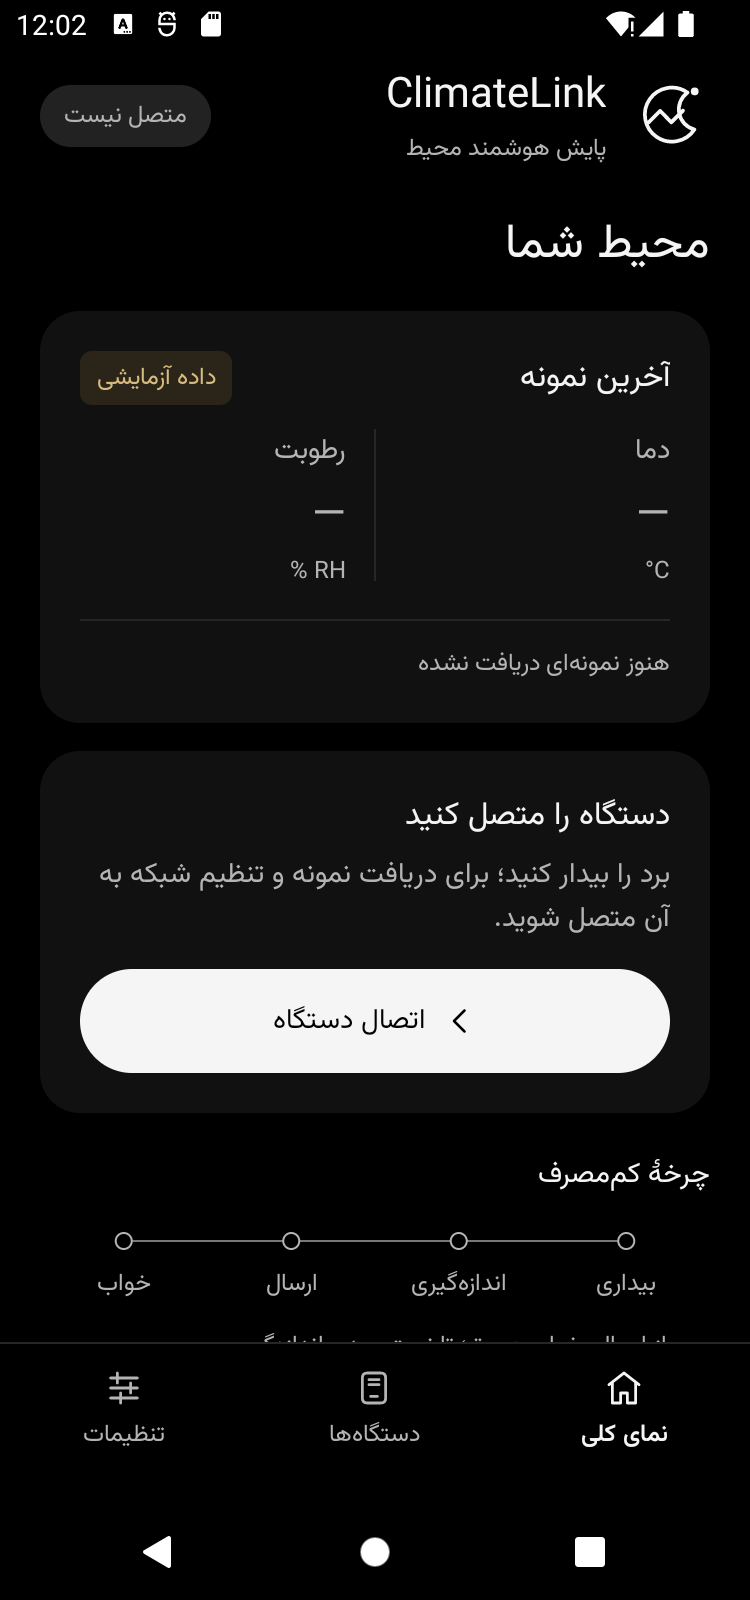 12:02
ClimateLink
پایش هوشمند محیط
متصل نیست
محیط شما
آخرین نمونه
داده آزمایشی
دما
رطوبت
—
—
°C
% RH
هنوز نمونه‌ای دریافت نشده
دستگاه را متصل کنید
برد را بیدار کنید؛ برای دریافت نمونه و تنظیم شبکه به
آن متصل شوید.
اتصال دستگاه
چرخهٔ کم‌مصرف
بیداری
اندازه‌گیری
ارسال
خواب
نمای کلی
دستگاه‌ها
تنظیمات